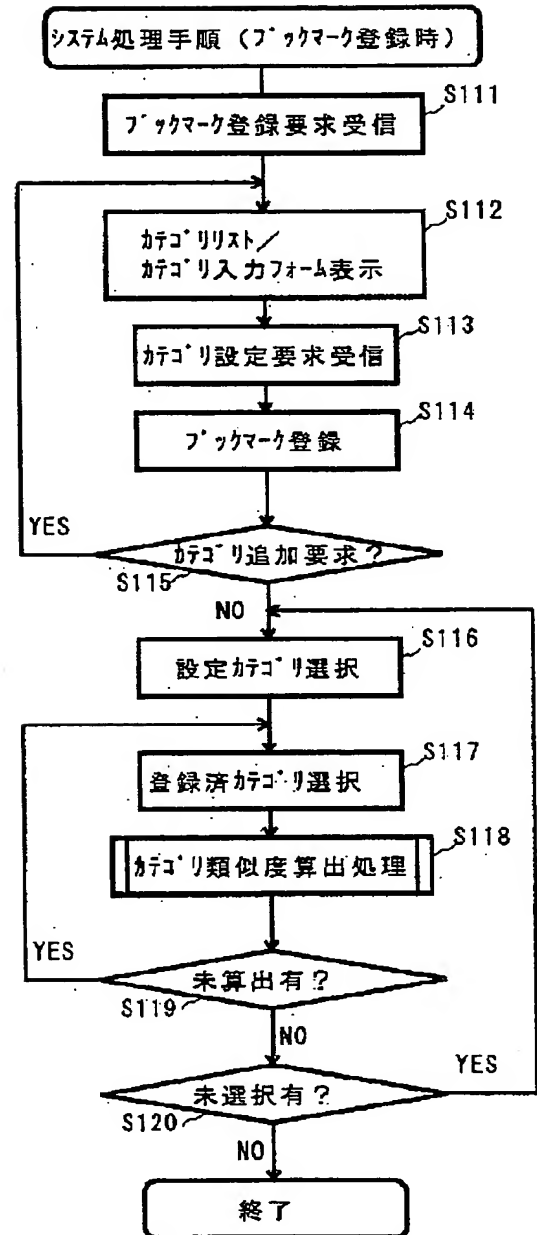 システム処理手順(ブックマーク登録時)
S111
ブックマーク登録要求受信
S112
カテゴリリスト/
カテゴリ入力フォーム表示
S113
カテゴリ設定要求受信
S114
ブックマーク登録
YES
カテゴリ追加要求?
S115
NO
S116
設定カテゴリ選択
S117
登録済カテゴリ選択
S118
カテゴリ類似度算出処理
YES
未算出有?
S119
NO
YES
未選択有?
S120
NO
終了